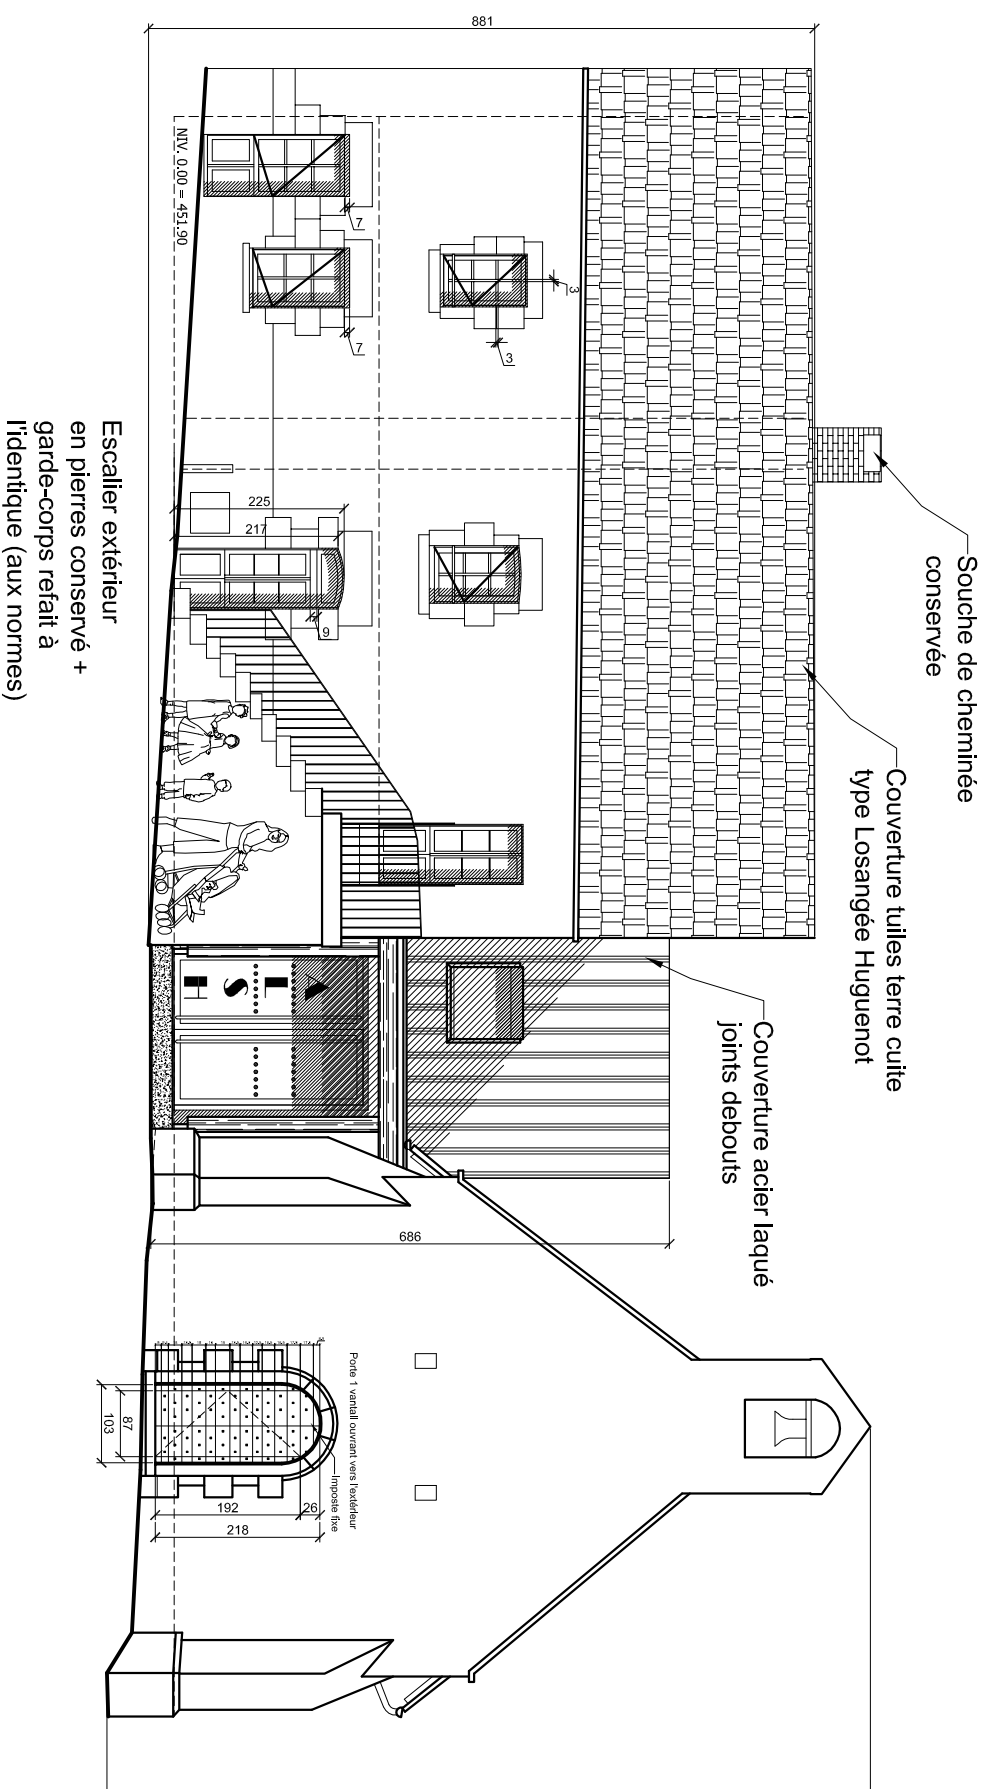 Souche de cheminée
conservée
Couverture tuiles terre cuite
type Losangée Huguenot
Couverture acier laqué
joints debouts
Escalier extérieur
en pierres conservé +
garde-corps refait à
l'identique (aux normes)
881
NIV. 0.00 = 451.90
7
7
3
3
225
217
9
A
L
S
H
686
Porte 1 vantail ouvrant vers l'extérieur
Imposte fixe
87
103
192
26
218